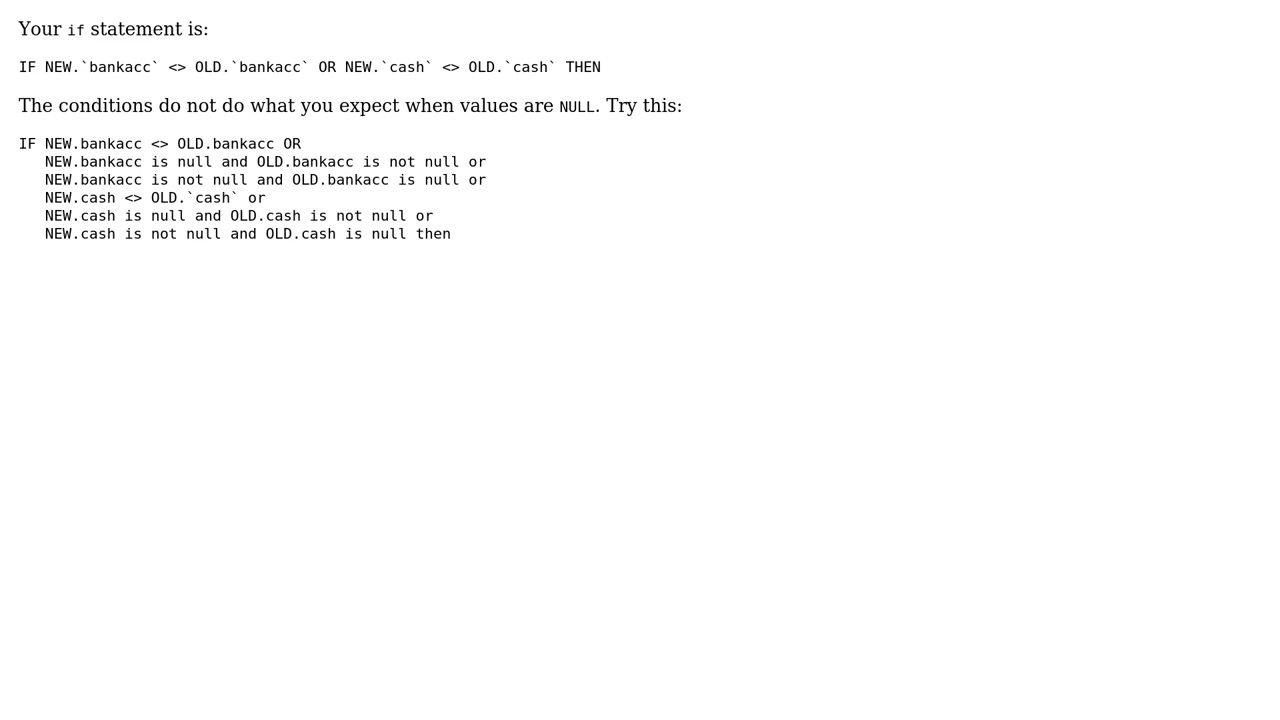 Your if statement is:
IF NEW.`bankacc` <> OLD.`bankacc` OR NEW.`cash` <> OLD.`cash` THEN
The conditions do not do what you expect when values are NULL. Try this:
IF NEW.bankacc <> OLD.bankacc OR
   NEW.bankacc is null and OLD.bankacc is not null or
   NEW.bankacc is not null and OLD.bankacc is null or
   NEW.cash <> OLD.`cash` or
   NEW.cash is null and OLD.cash is not null or
   NEW.cash is not null and OLD.cash is null then